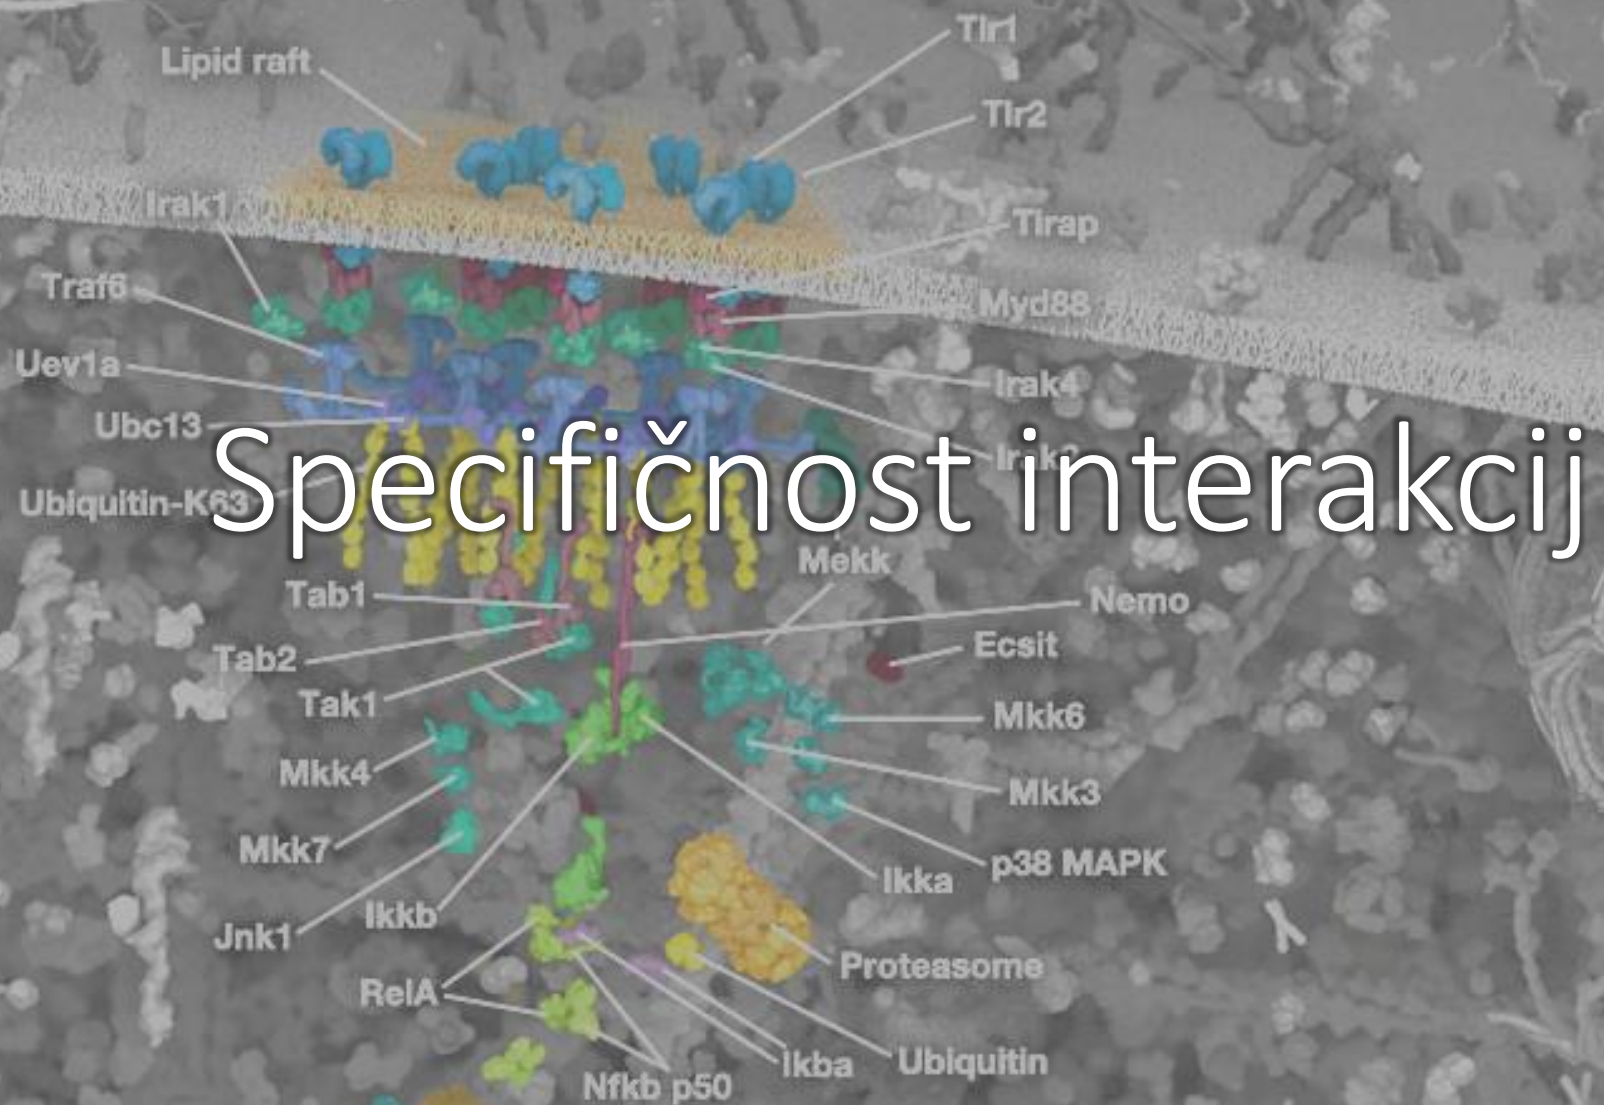 Tlr1
Lipid raft
Tlr2
Irak1
Tirap
Traf6
Myd88
Uev1a
Irak4
Ubc13
Specifičnost interakcij
Ubiquitin-K63
Mekk
Tab1
Nemo
Ecsit
Tab2
Tak1
Mkk6
Mkk4
Mkk3
Mkk7
p38 MAPK
Ikka
Ikkb
Jnk1
Proteasome
RelA
Ikba
Ubiquitin
Nfkb p50